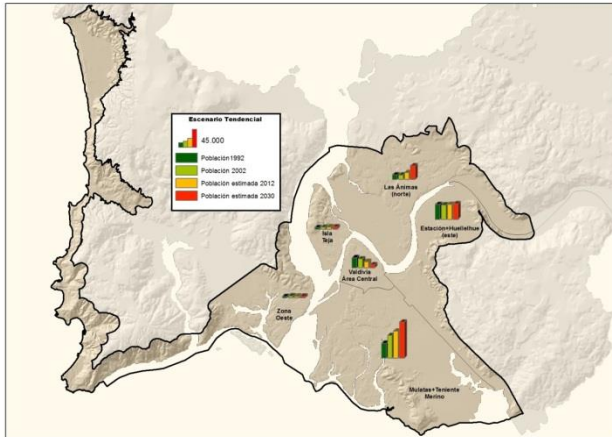 Escenario Tendencial
45.000
Población1992
Población 2002
Población estimada 2012
Población estimada 2030
Las Ánimas
(norte)
Estación+Huellelhue
(este)
Isla
Teja
Valdivia
Área Central
Zona
Oeste
Mulatas+Teniente
Merino